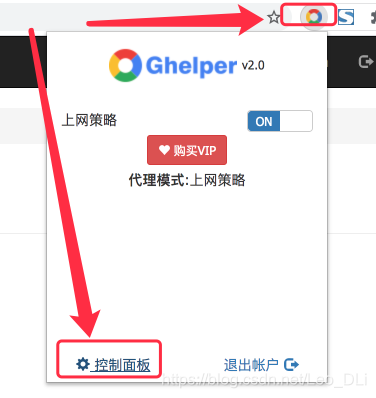 Ghelper v2.0
上网策略 ON
购买VIP
代理模式:上网策略
控制面板 退出帐户
https://blog.csdn.net/Leo_DLi